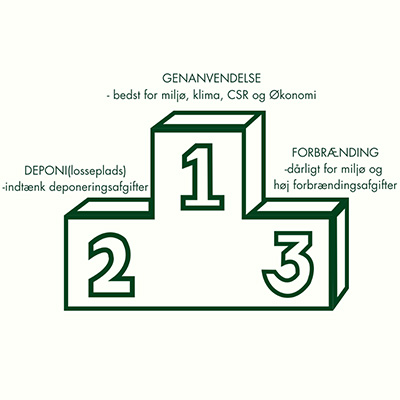 GENANVENDELSE
- bedst for miljø, klima, CSR og Økonomi
1
DEPONI(losseplads)
-indtænk deponeringsafgifter
2
FORBRÆNDING
-dårligt for miljø og
høj forbrændingsafgifter
3